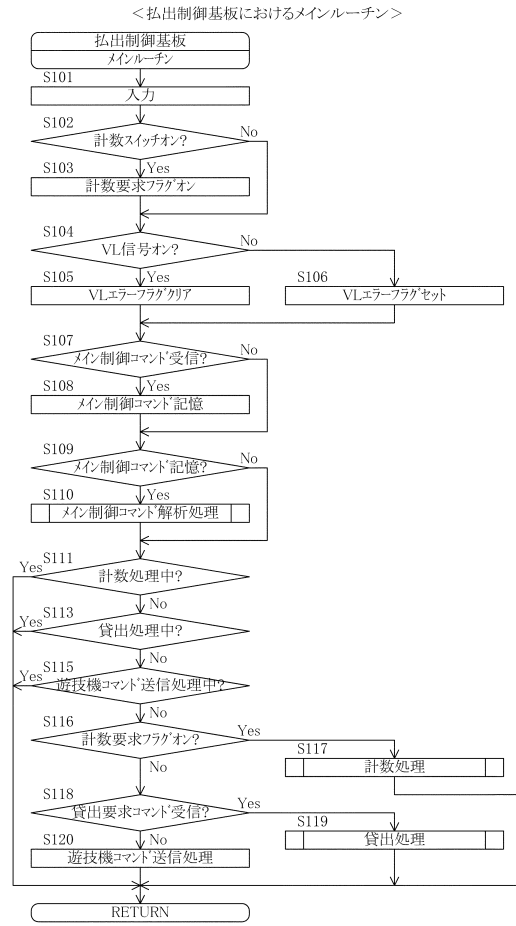 ＜払出制御基板におけるメインルーチン＞
払出制御基板
メインルーチン
S101
入力
S102
計数スイッチオン?
No
Yes
S103
計数要求フラグオン
S104
VL信号オン?
No
Yes
S105
VLエラーフラグクリア
S106
VLエラーフラグセット
S107
メイン制御コマンド受信?
No
Yes
S108
メイン制御コマンド記憶
S109
メイン制御コマンド記憶?
No
Yes
S110
メイン制御コマンド解析処理
S111
Yes
計数処理中?
No
S113
Yes
貸出処理中?
No
S115
Yes
遊技機コマンド送信処理中?
No
S116
計数要求フラグオン?
Yes
No
S117
計数処理
S118
貸出要求コマンド受信?
Yes
No
S119
貸出処理
S120
遊技機コマンド送信処理
RETURN